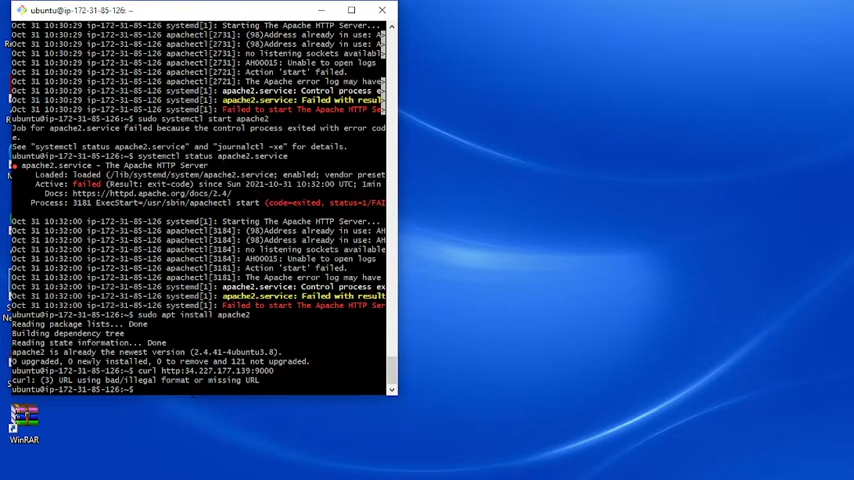 ubuntu@ip-172-31-85-126: ~
Oct 31 10:30:29 ip-172-31-85-126 systemd[1]: Starting The Apache HTTP Server...
Oct 31 10:30:29 ip-172-31-85-126 apachectl[2731]: (98)Address already in use: A
Oct 31 10:30:29 ip-172-31-85-126 apachectl[2731]: (98)Address already in use: A
Oct 31 10:30:29 ip-172-31-85-126 apachectl[2731]: no listening sockets availabl
Oct 31 10:30:29 ip-172-31-85-126 apachectl[2731]: AH00015: Unable to open logs
Oct 31 10:30:29 ip-172-31-85-126 apachectl[2721]: Action 'start' failed.
Oct 31 10:30:29 ip-172-31-85-126 apachectl[2721]: The Apache error log may have
Oct 31 10:30:29 ip-172-31-85-126 systemd[1]: apache2.service: Control process e
Oct 31 10:30:29 ip-172-31-85-126 systemd[1]: apache2.service: Failed with resul
Oct 31 10:30:29 ip-172-31-85-126 systemd[1]: Failed to start The Apache HTTP Se
ubuntu@ip-172-31-85-126:~$ sudo systemctl start apache2
Job for apache2.service failed because the control process exited with error cod
e.
See "systemctl status apache2.service" and "journalctl -xe" for details.
ubuntu@ip-172-31-85-126:~$ systemctl status apache2.service
● apache2.service - The Apache HTTP Server
Loaded: loaded (/lib/systemd/system/apache2.service; enabled; vendor preset
Active: failed (Result: exit-code) since Sun 2021-10-31 10:32:00 UTC; 1min
Docs: https://httpd.apache.org/docs/2.4/
Process: 3181 ExecStart=/usr/sbin/apachectl start (code=exited, status=1/FAI
Oct 31 10:32:00 ip-172-31-85-126 systemd[1]: Starting The Apache HTTP Server...
Oct 31 10:32:00 ip-172-31-85-126 apachectl[3184]: (98)Address already in use: AH
Oct 31 10:32:00 ip-172-31-85-126 apachectl[3184]: (98)Address already in use: AH
Oct 31 10:32:00 ip-172-31-85-126 apachectl[3184]: no listening sockets available
Oct 31 10:32:00 ip-172-31-85-126 apachectl[3184]: AH00015: Unable to open logs
Oct 31 10:32:00 ip-172-31-85-126 apachectl[3181]: Action 'start' failed.
Oct 31 10:32:00 ip-172-31-85-126 apachectl[3181]: The Apache error log may have
Oct 31 10:32:00 ip-172-31-85-126 systemd[1]: apache2.service: Control process ex
Oct 31 10:32:00 ip-172-31-85-126 systemd[1]: apache2.service: Failed with result
Oct 31 10:32:00 ip-172-31-85-126 systemd[1]: Failed to start The Apache HTTP Ser
ubuntu@ip-172-31-85-126:~$ sudo apt install apache2
Reading package lists... Done
Building dependency tree
Reading state information... Done
apache2 is already the newest version (2.4.41-4ubuntu3.8).
0 upgraded, 0 newly installed, 0 to remove and 121 not upgraded.
ubuntu@ip-172-31-85-126:~$ curl http:34.227.177.139:9000
curl: (3) URL using bad/illegal format or missing URL
ubuntu@ip-172-31-85-126:~$
WinRAR